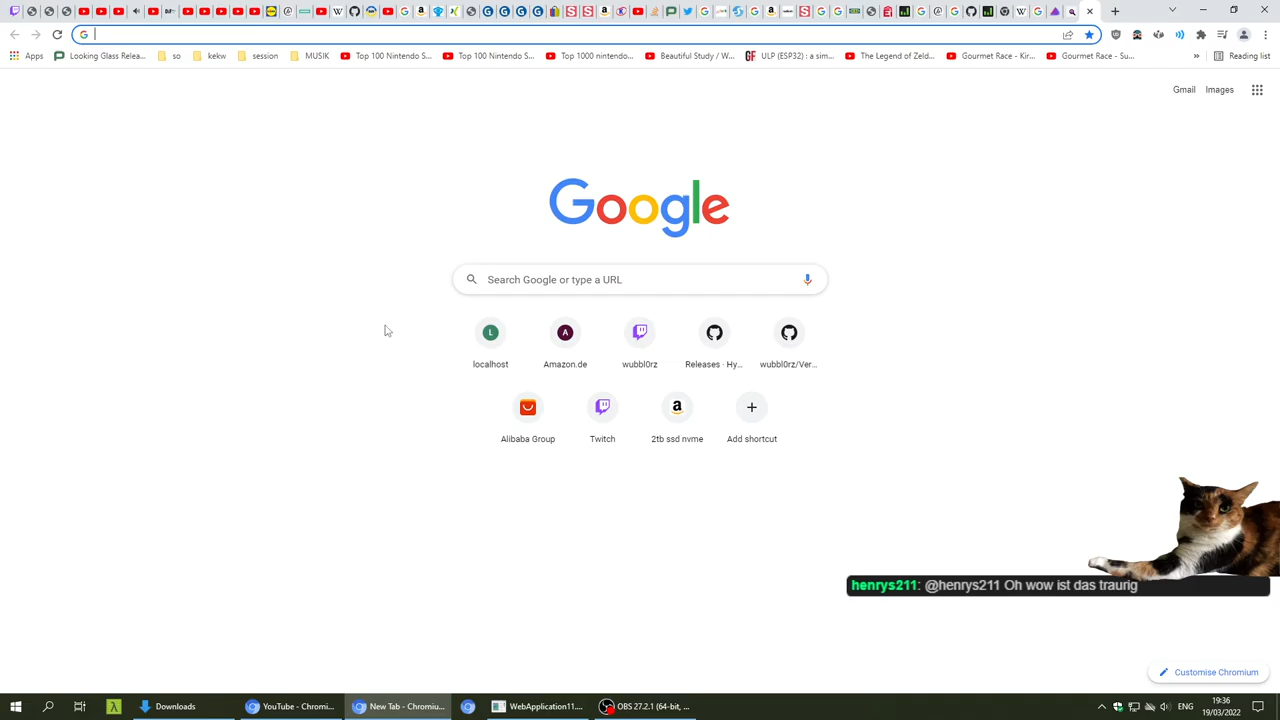 Apps
Looking Glass Relea...
so
kekw
session
MUSIK
Top 100 Nintendo S...
Top 100 Nintendo S...
Top 1000 nintendo...
Beautiful Study / W...
ULP (ESP32) : a sim...
The Legend of Zeld...
Gourmet Race - Kir...
Gourmet Race - Su...
»
Reading list
Gmail
Images
Google
Search Google or type a URL
L
localhost
A
Amazon.de
wubbl0rz
Releases · Hy...
wubbl0rz/Ver...
Alibaba Group
Twitch
2tb ssd nvme
Add shortcut
henrys211: @henrys211 Oh wow ist das traurig
Customise Chromium
Downloads
YouTube - Chromi...
New Tab - Chromiu...
WebApplication11....
OBS 27.2.1 (64-bit, ...
ENG
19:36
19/03/2022